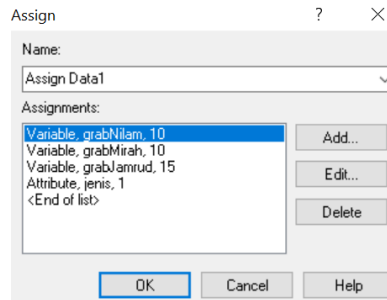 Assign
?
Name:
Assign Data1
Assignments:
Variable, grabNilam, 10
Variable, grabMirah, 10
Variable, grabJamrud, 15
Attribute, jenis, 1
<End of list>
Add...
Edit...
Delete
OK
Cancel
Help